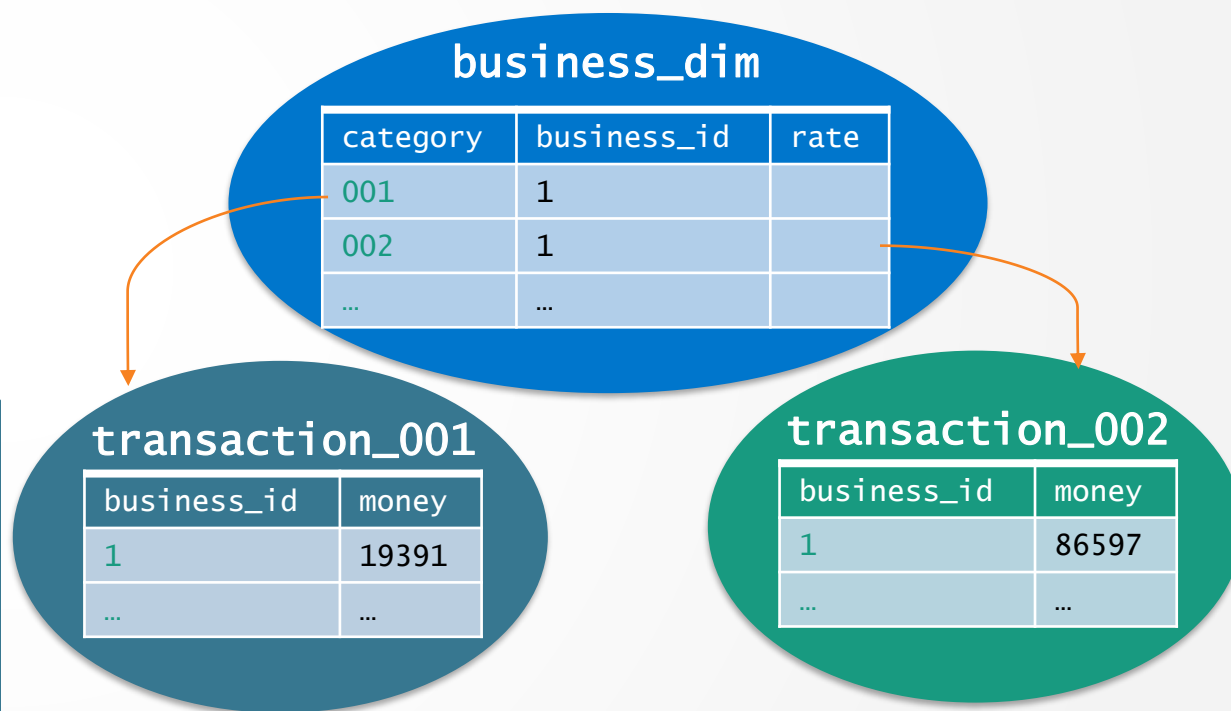 business_dim
category business_id rate
001 1
002 1
... ...
transaction_001
business_id money
1 19391
... ...
transaction_002
business_id money
1 86597
... ...